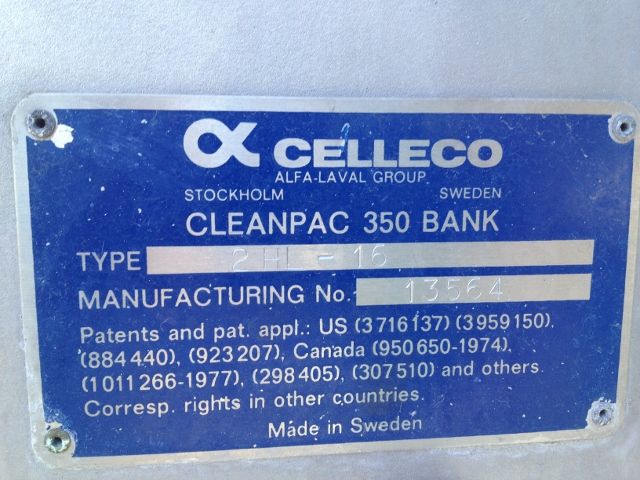 α CELLECO
ALFA-LAVAL GROUP
STOCKHOLM SWEDEN
CLEANPAC 350 BANK
TYPE 2HL-16
MANUFACTURING No. 13564
Patents and pat. appl.: US (3716137) (3959150),
(884440), (923207), Canada (950650-1974),
(1011266-1977), (298405), (307510) and others.
Corresp. rights in other countries.
Made in Sweden